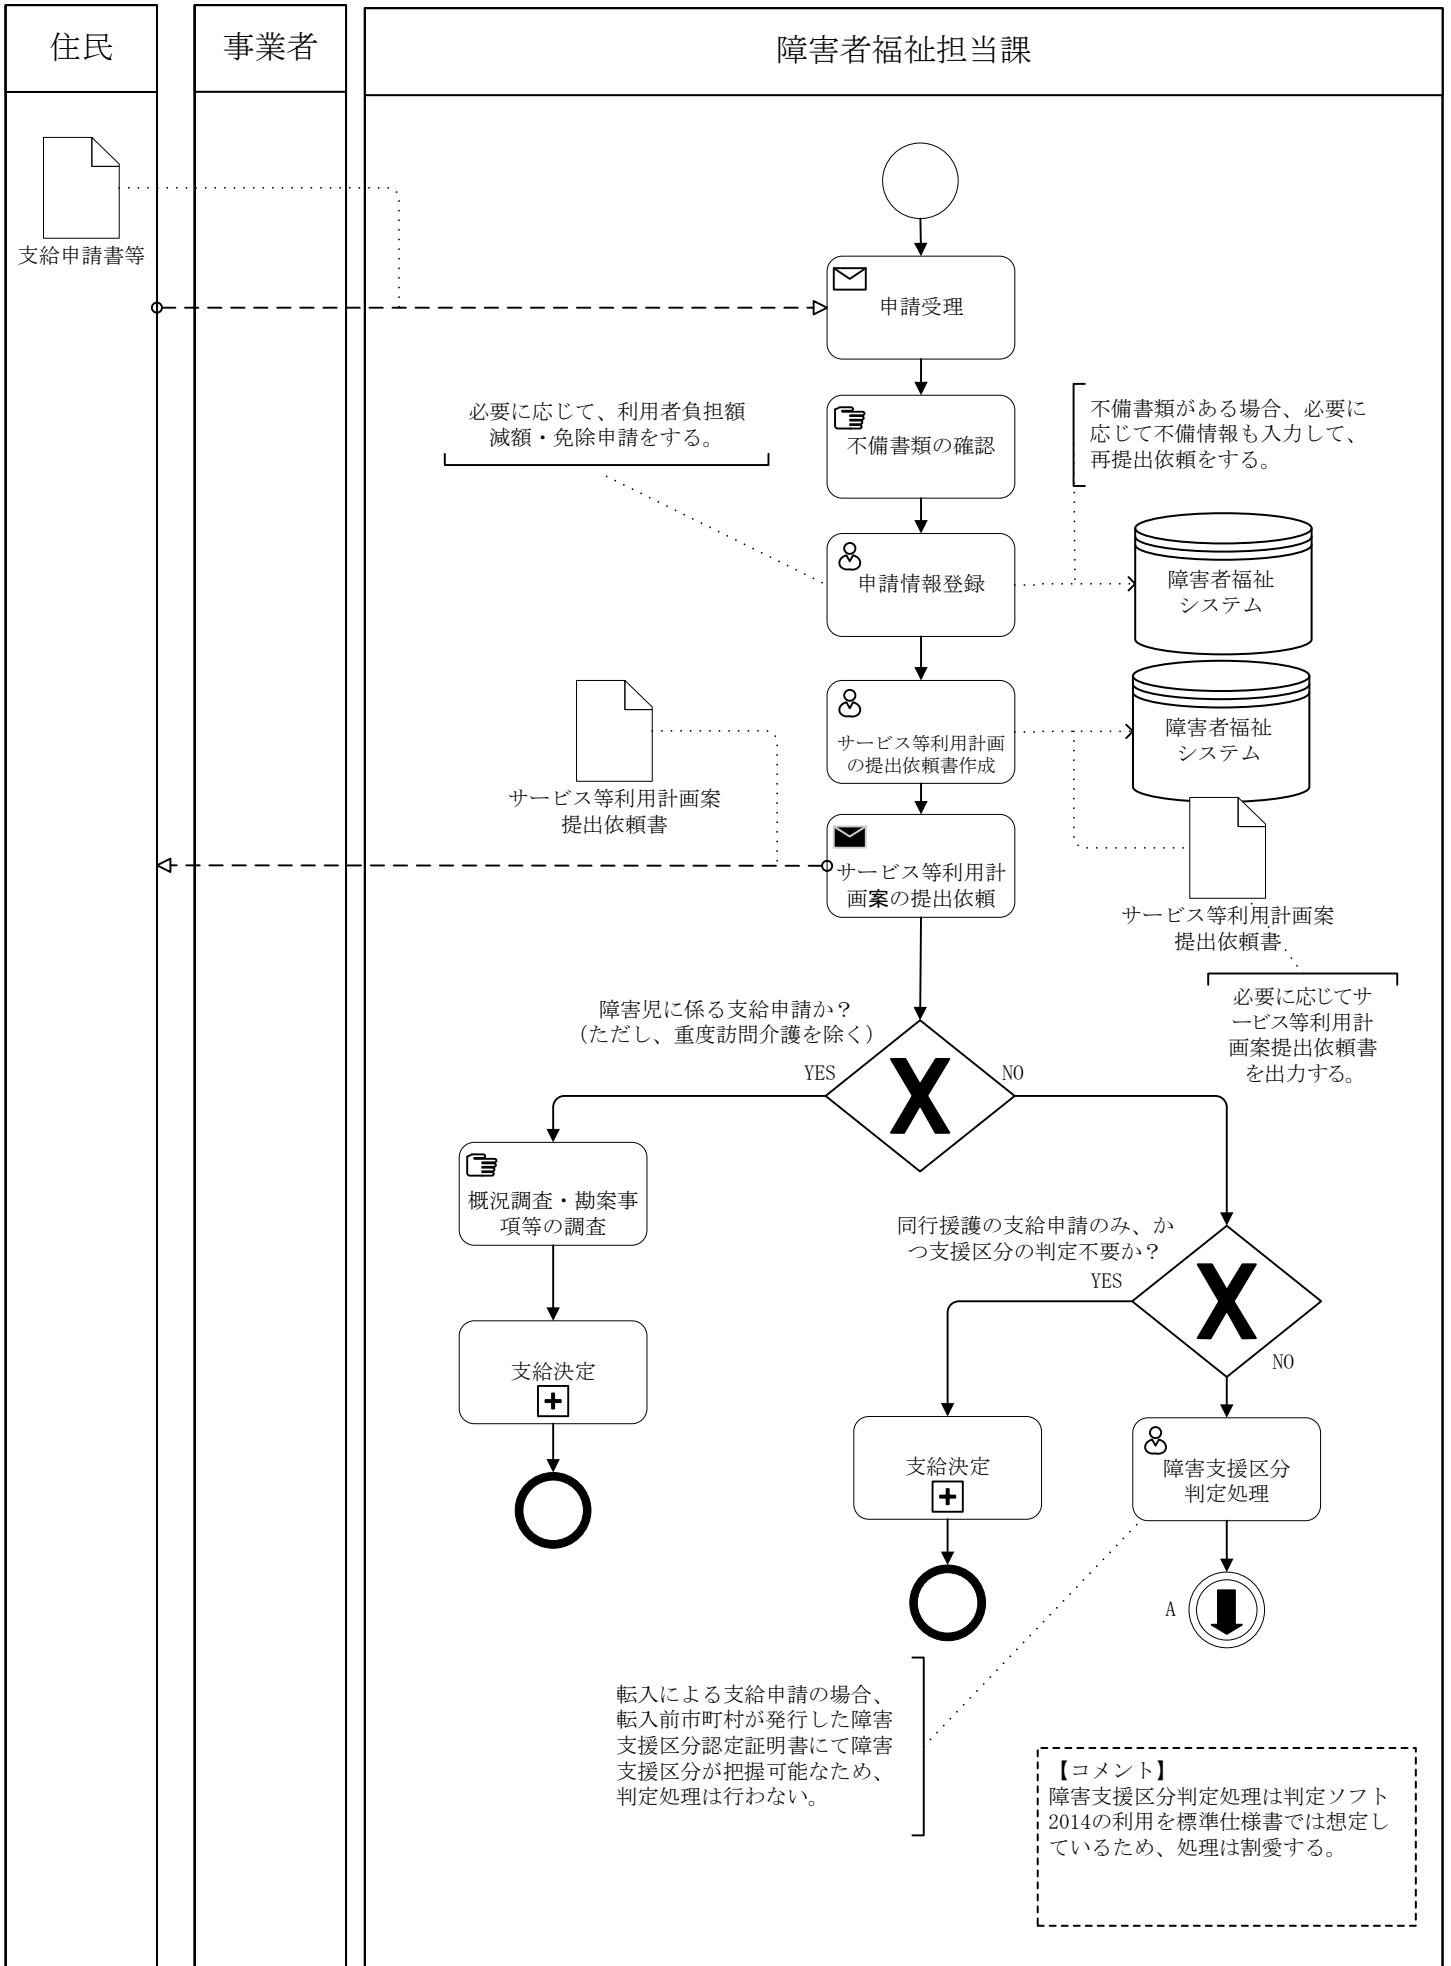 住民
事業者
障害者福祉担当課
支給申請書等
申請受理
必要に応じて、利用者負担額
減額・免除申請をする。
不備書類の確認
不備書類がある場合、必要に
応じて不備情報も入力して、
再提出依頼をする。
申請情報登録
障害者福祉
システム
サービス等利用計画案
提出依頼書
サービス等利用計画
の提出依頼書作成
障害者福祉
システム
サービス等利用計
画案の提出依頼
サービス等利用計画案
提出依頼書
必要に応じてサ
ービス等利用計
画案提出依頼書
を出力する。
障害児に係る支給申請か？
（ただし、重度訪問介護を除く）
YES
NO
概況調査・勘案事
項等の調査
同行援護の支給申請のみ、か
つ支援区分の判定不要か？
YES
NO
支給決定
支給決定
障害支援区分
判定処理
A
転入による支給申請の場合、
転入前市町村が発行した障害
支援区分認定証明書にて障害
支援区分が把握可能なため、
判定処理は行わない。
【コメント】
障害支援区分判定処理は判定ソフト
2014の利用を標準仕様書では想定し
ているため、処理は割愛する。